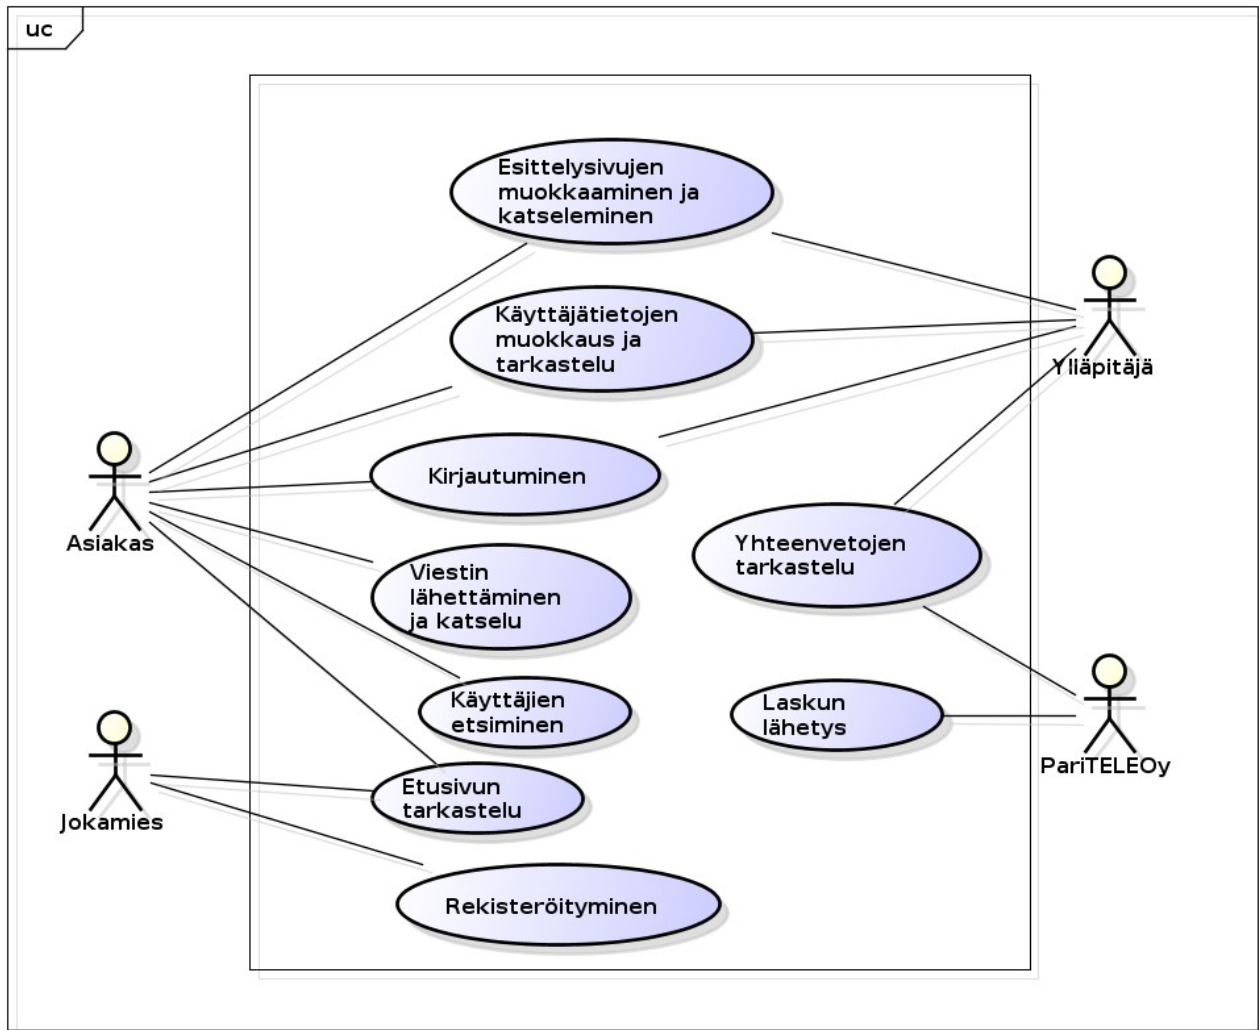 uc
Esittelysivujen
muokkaaminen ja
katseleminen
Käyttäjätietojen
muokkaus ja
tarkastelu
Ylläpitäjä
Kirjautuminen
Asiakas
Yhteenvetojen
tarkastelu
Viestin
lähettäminen
ja katselu
Käyttäjien
etsiminen
Laskun
lähetys
PariTELEOy
Etusivun
tarkastelu
Jokamies
Rekisteröityminen